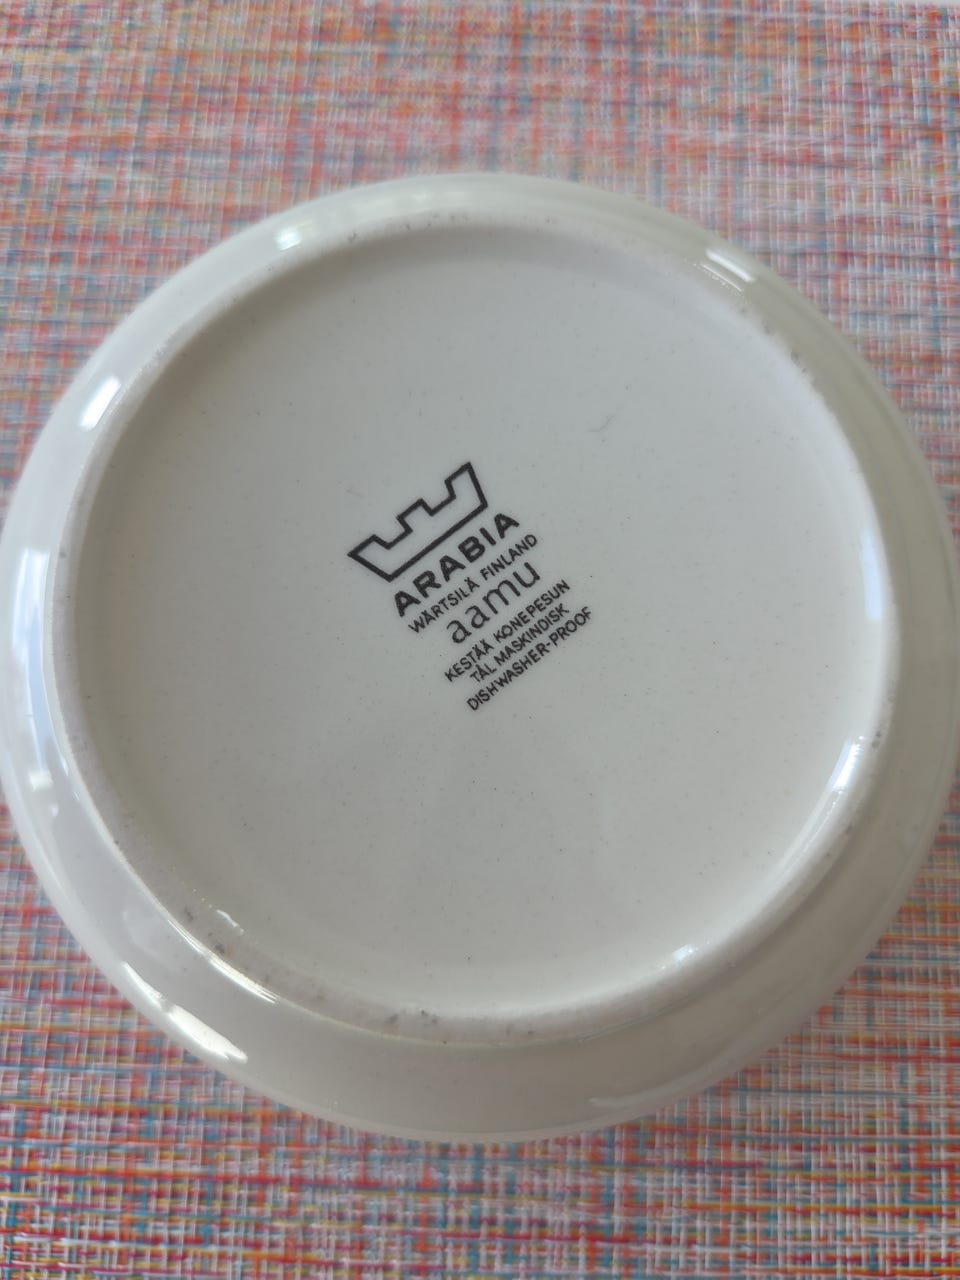 ARABIA
WÄRTSILÄ FINLAND
aamu
KESTÄÄ KONEPESUN
TÅL MASKINDISK
DISHWASHER-PROOF